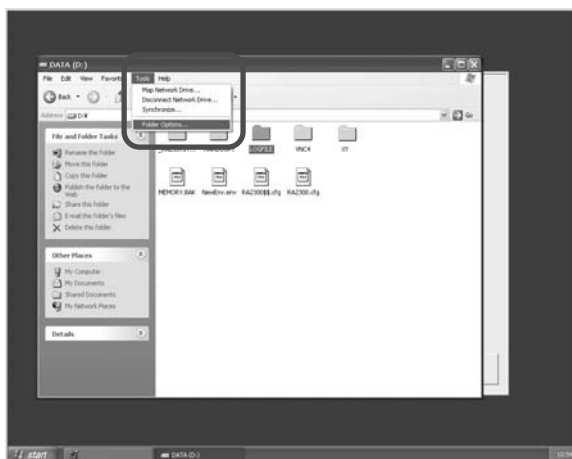 DATA (D:)
File Edit View Favorites Tools Help
Map Network Drive...
Disconnect Network Drive...
Synchronize...
Folder Options...
Back
Address D:¥ Go
File and Folder Tasks
Rename this folder
Move this folder
Copy this folder
Publish this folder to the
Web
Share this folder
E-mail this folder's files
Delete this folder
LOGFILE VNC4 XY
MEMORY.BAK NewEnv.env RA2300.cfg
Other Places
My Computer
My Documents
Shared Documents
My Network Places
Details
start DATA (D:)